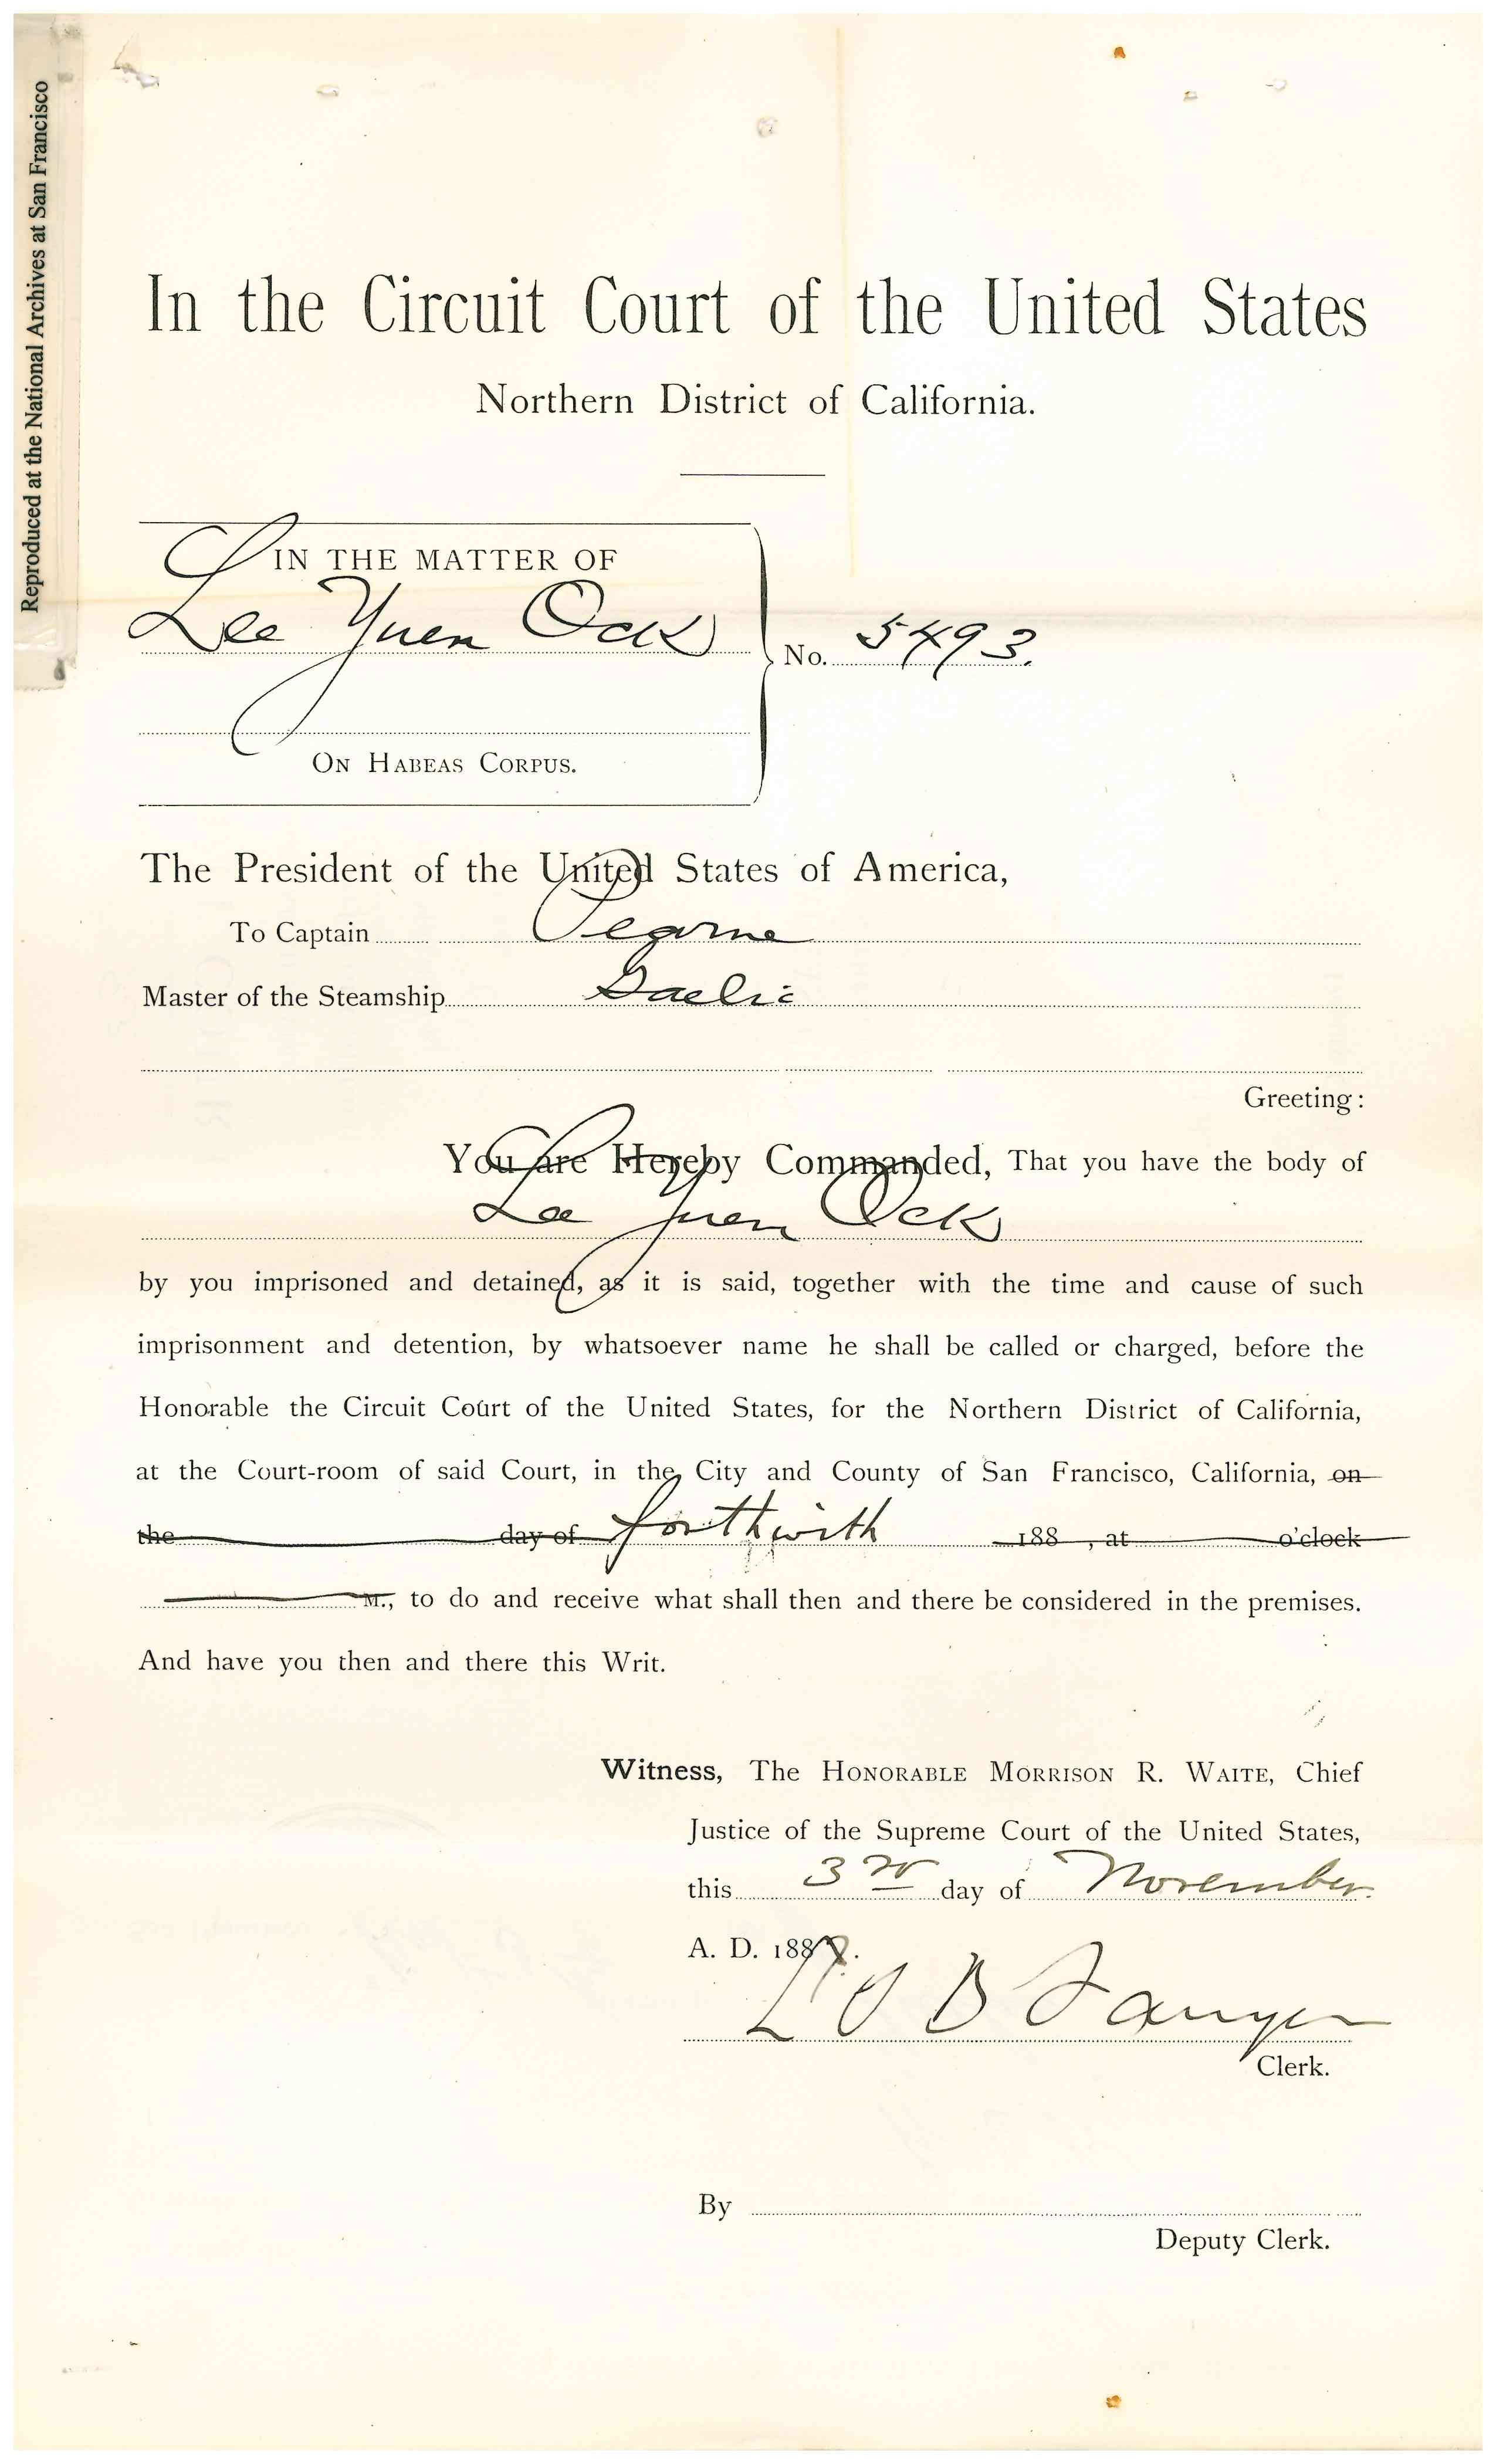 Reproduced at the National Archives at San Francisco
In the Circuit Court of the United States
Northern District of California.
IN THE MATTER OF
Lee Yuen Ock
No. 5493.
ON HABEAS CORPUS.
The President of the United States of America,
To Captain Pearne
Master of the Steamship Gaelic
Greeting:
You are Hereby Commanded, That you have the body of
Lee Yuen Ock
by you imprisoned and detained, as it is said, together with the time and cause of such
imprisonment and detention, by whatsoever name he shall be called or charged, before the
Honorable the Circuit Court of the United States, for the Northern District of California,
at the Court-room of said Court, in the City and County of San Francisco, California, on
the day of forthwith 188 , at o'clock
M., to do and receive what shall then and there be considered in the premises.
And have you then and there this Writ.
Witness, The HONORABLE MORRISON R. WAITE, Chief
Justice of the Supreme Court of the United States,
this 3rd day of November
A. D. 188
L S B Sawyer
Clerk.
By
Deputy Clerk.